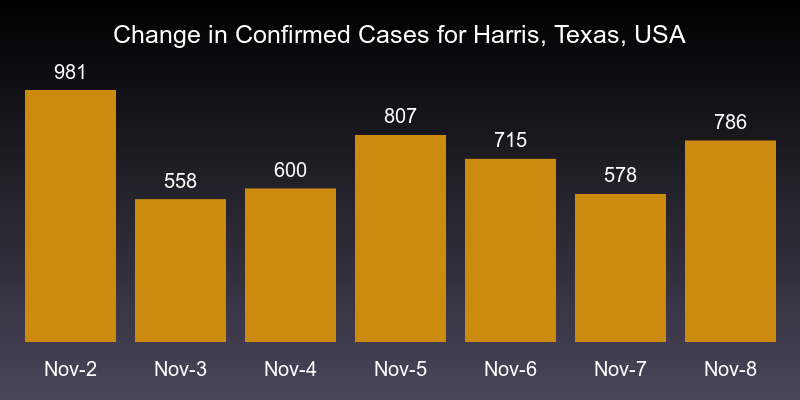 Change in Confirmed Cases for Harris, Texas, USA
981
558
600
807
715
578
786
Nov-2
Nov-3
Nov-4
Nov-5
Nov-6
Nov-7
Nov-8